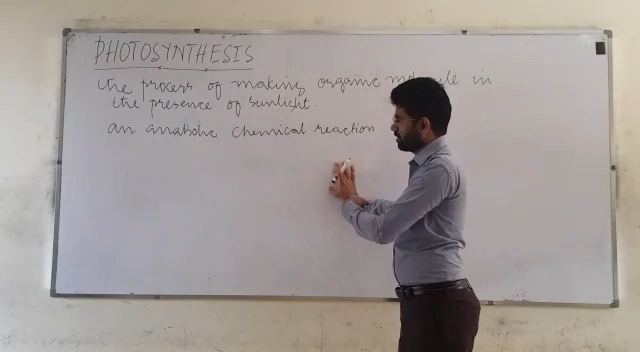 PHOTOSYNTHESIS
the process of making organic molecule in
the presence of sunlight.
an anabolic chemical reaction